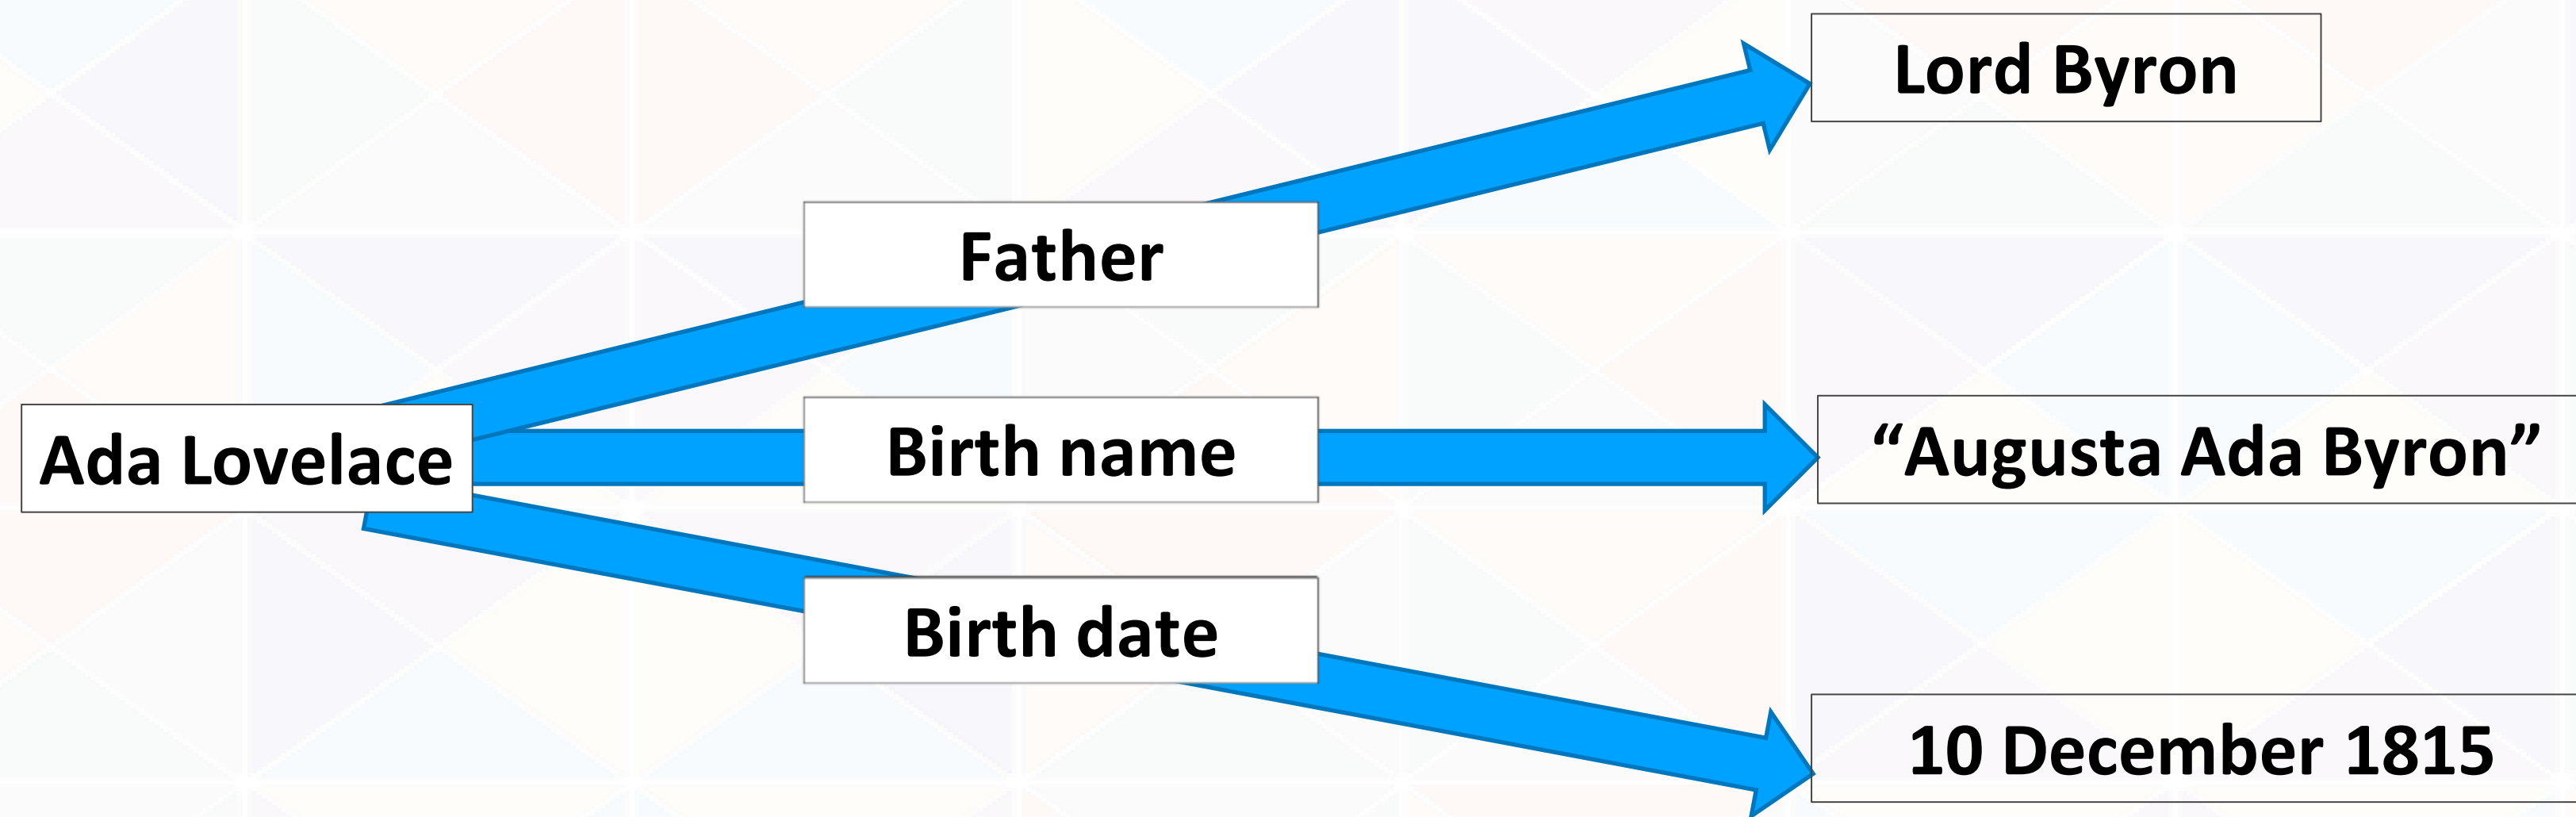 Lord Byron
Father
Ada Lovelace
Birth name
“Augusta Ada Byron”
Birth date
10 December 1815